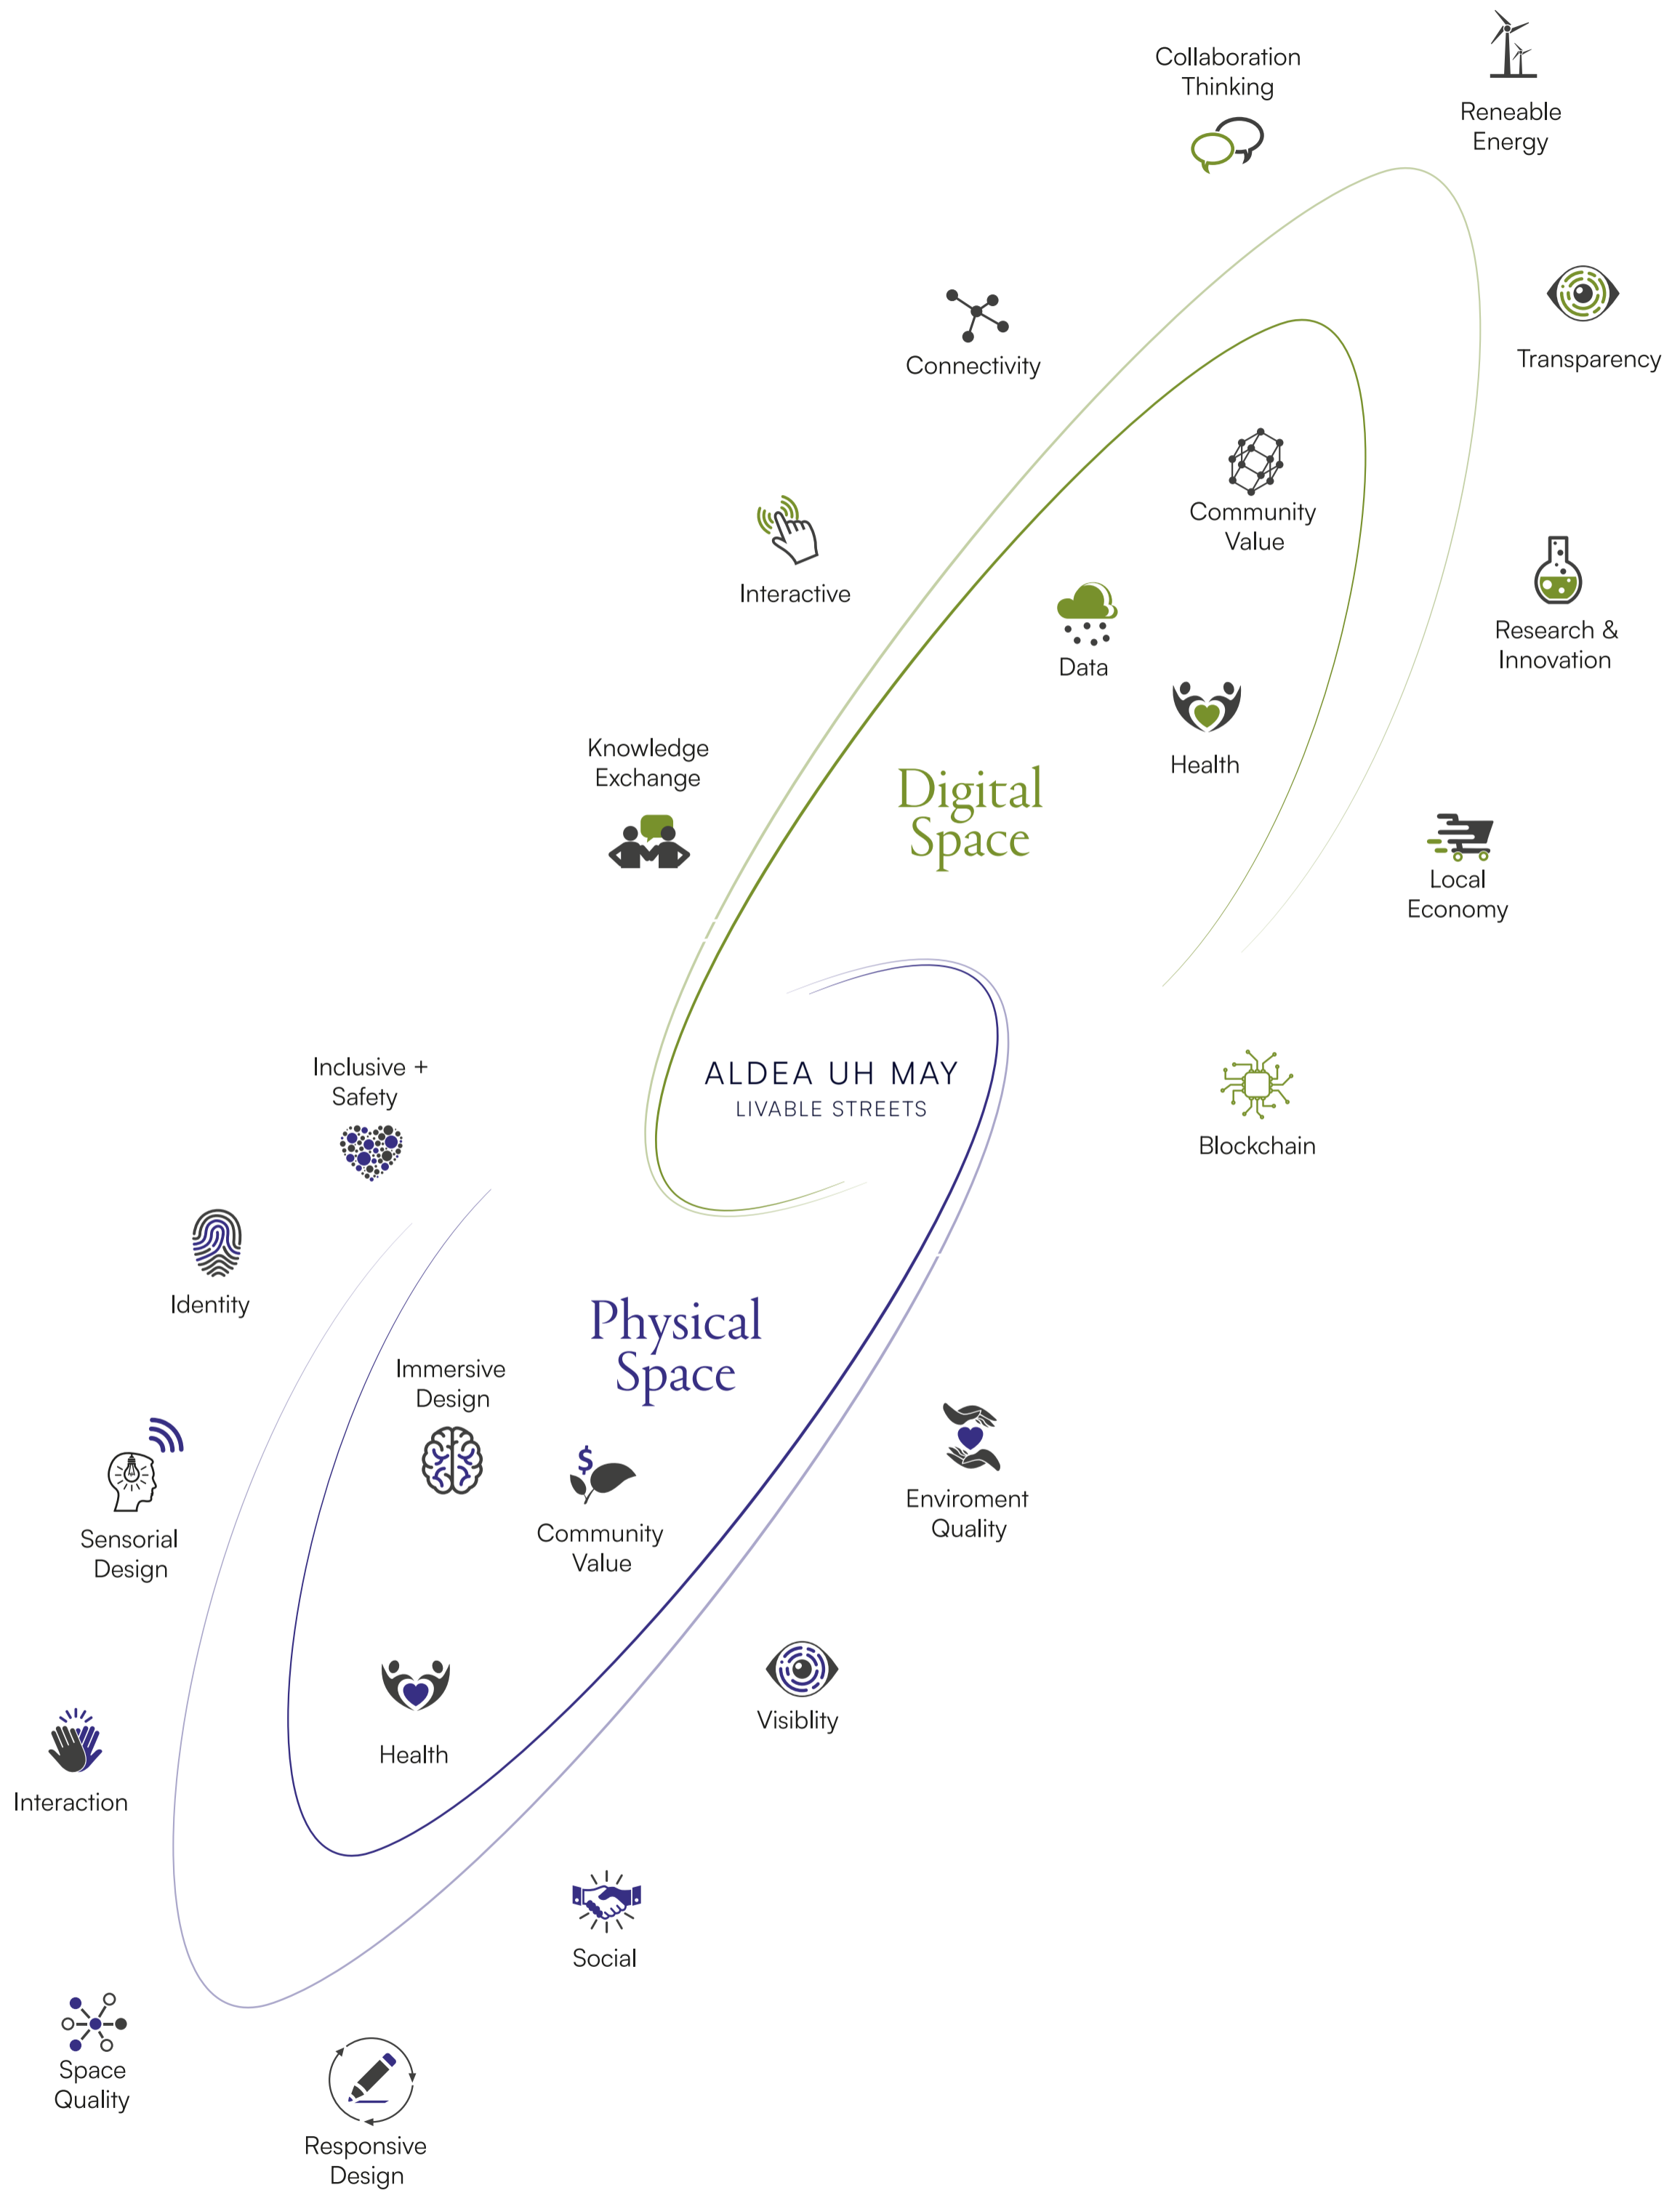 Collaboration
Thinking
Reneable
Energy
Connectivity
Transparency
Community
Value
Interactive
Data
Research &
Innovation
Knowledge
Exchange
Health
Digital
Space
Local
Economy
ALDEA UH MAY
LIVABLE STREETS
Inclusive +
Safety
Blockchain
Identity
Physical
Space
Immersive
Design
$
Sensorial
Design
Community
Value
Enviroment
Quality
Health
Visiblity
Interaction
Social
Space
Quality
Responsive
Design